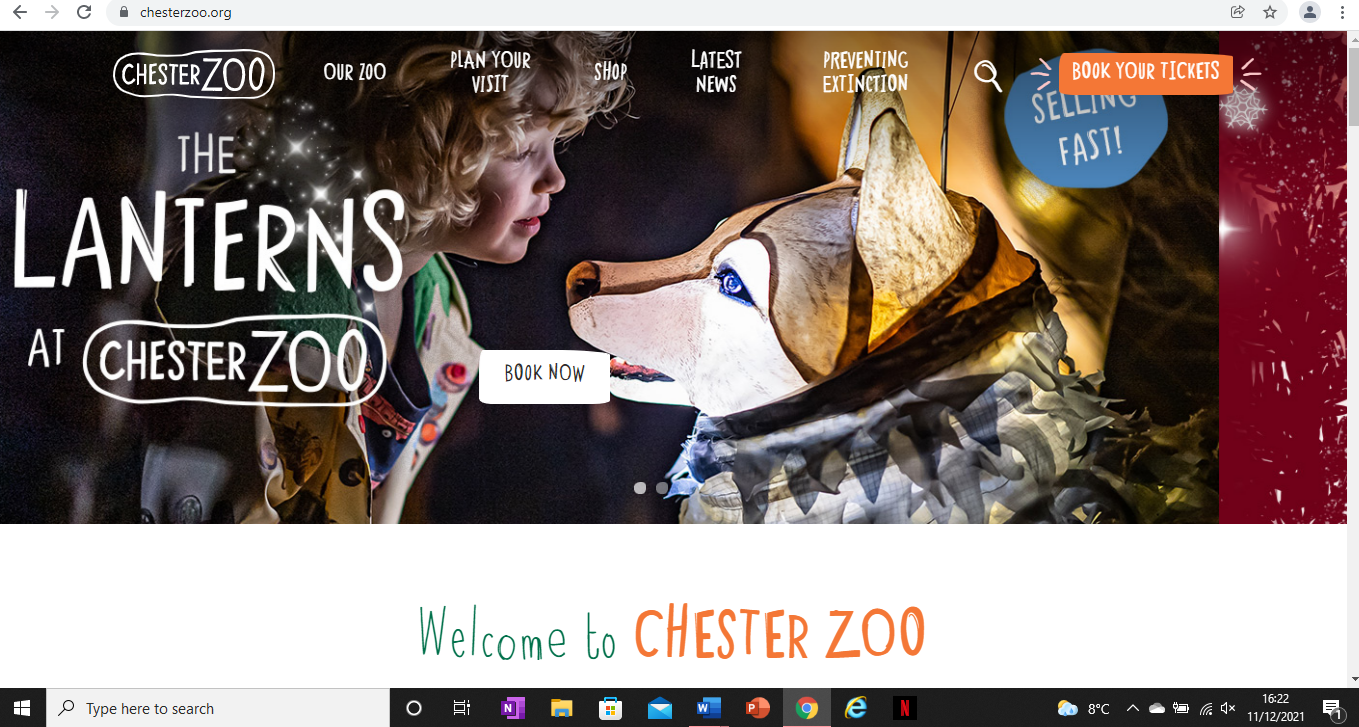 chesterzoo.org
CHESTER ZOO
OUR ZOO
PLAN YOUR
VISIT
SHOP
LATEST
NEWS
PREVENTING
EXTINCTION
BOOK YOUR TICKETS
SELLING
FAST!
THE
LANTERNS
AT CHESTER ZOO
BOOK NOW
Welcome to CHESTER ZOO
Type here to search
8°C
16:22
11/12/2021
1